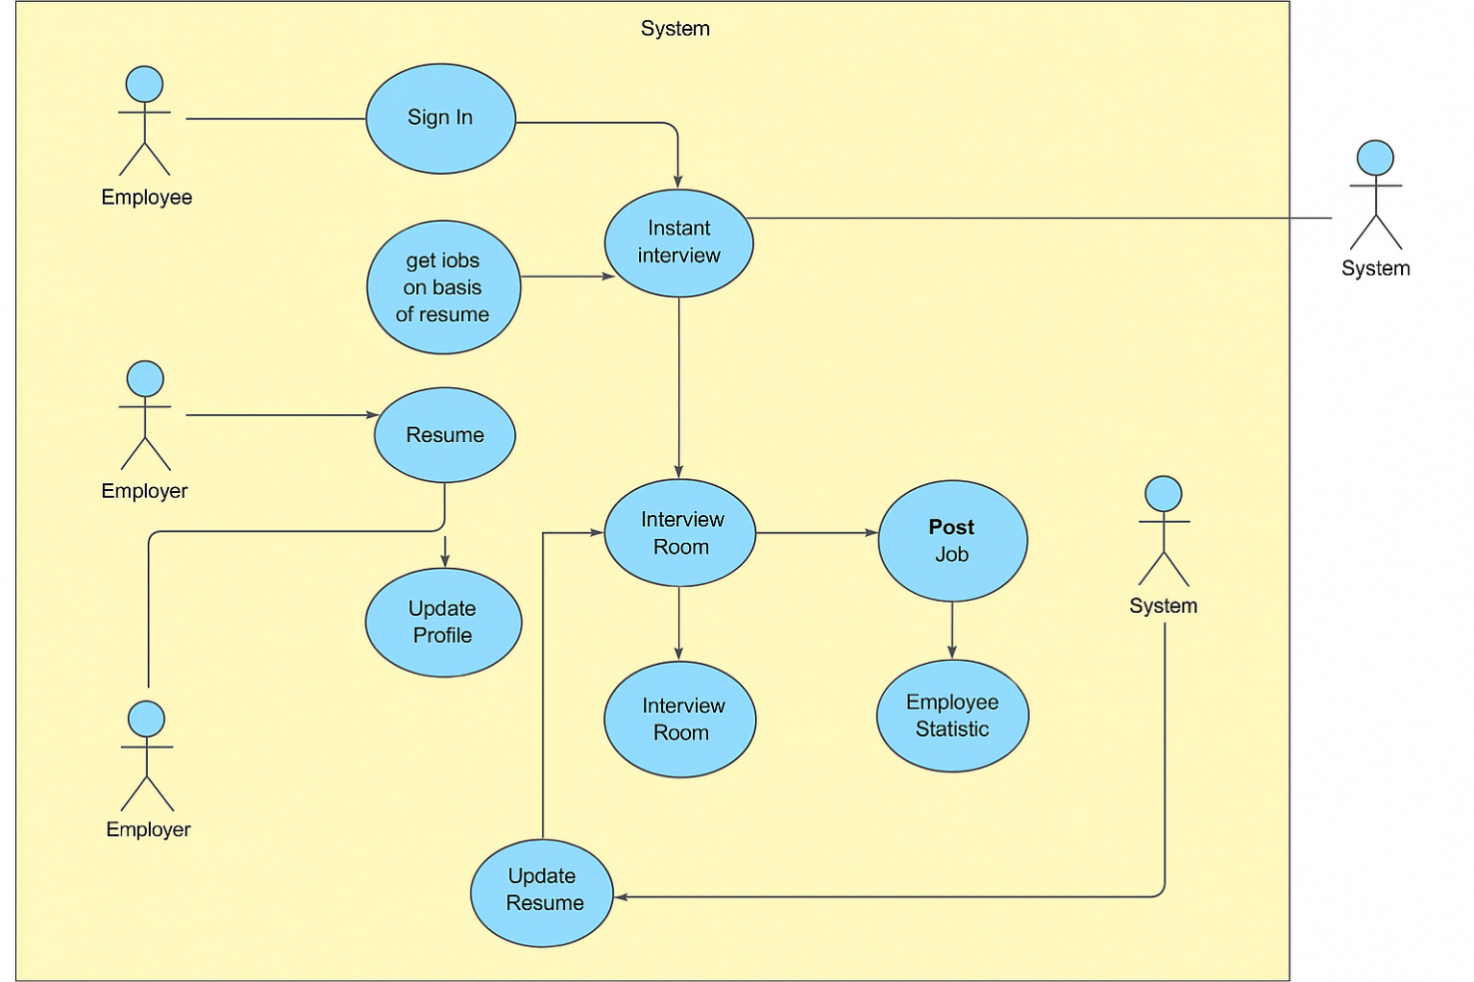 System
Sign In
Employee
Instant
interview
System
get iobs
on basis
of resume
Employer
Resume
Interview
Room
Post
Job
System
Update
Profile
Interview
Room
Employee
Statistic
Employer
Update
Resume